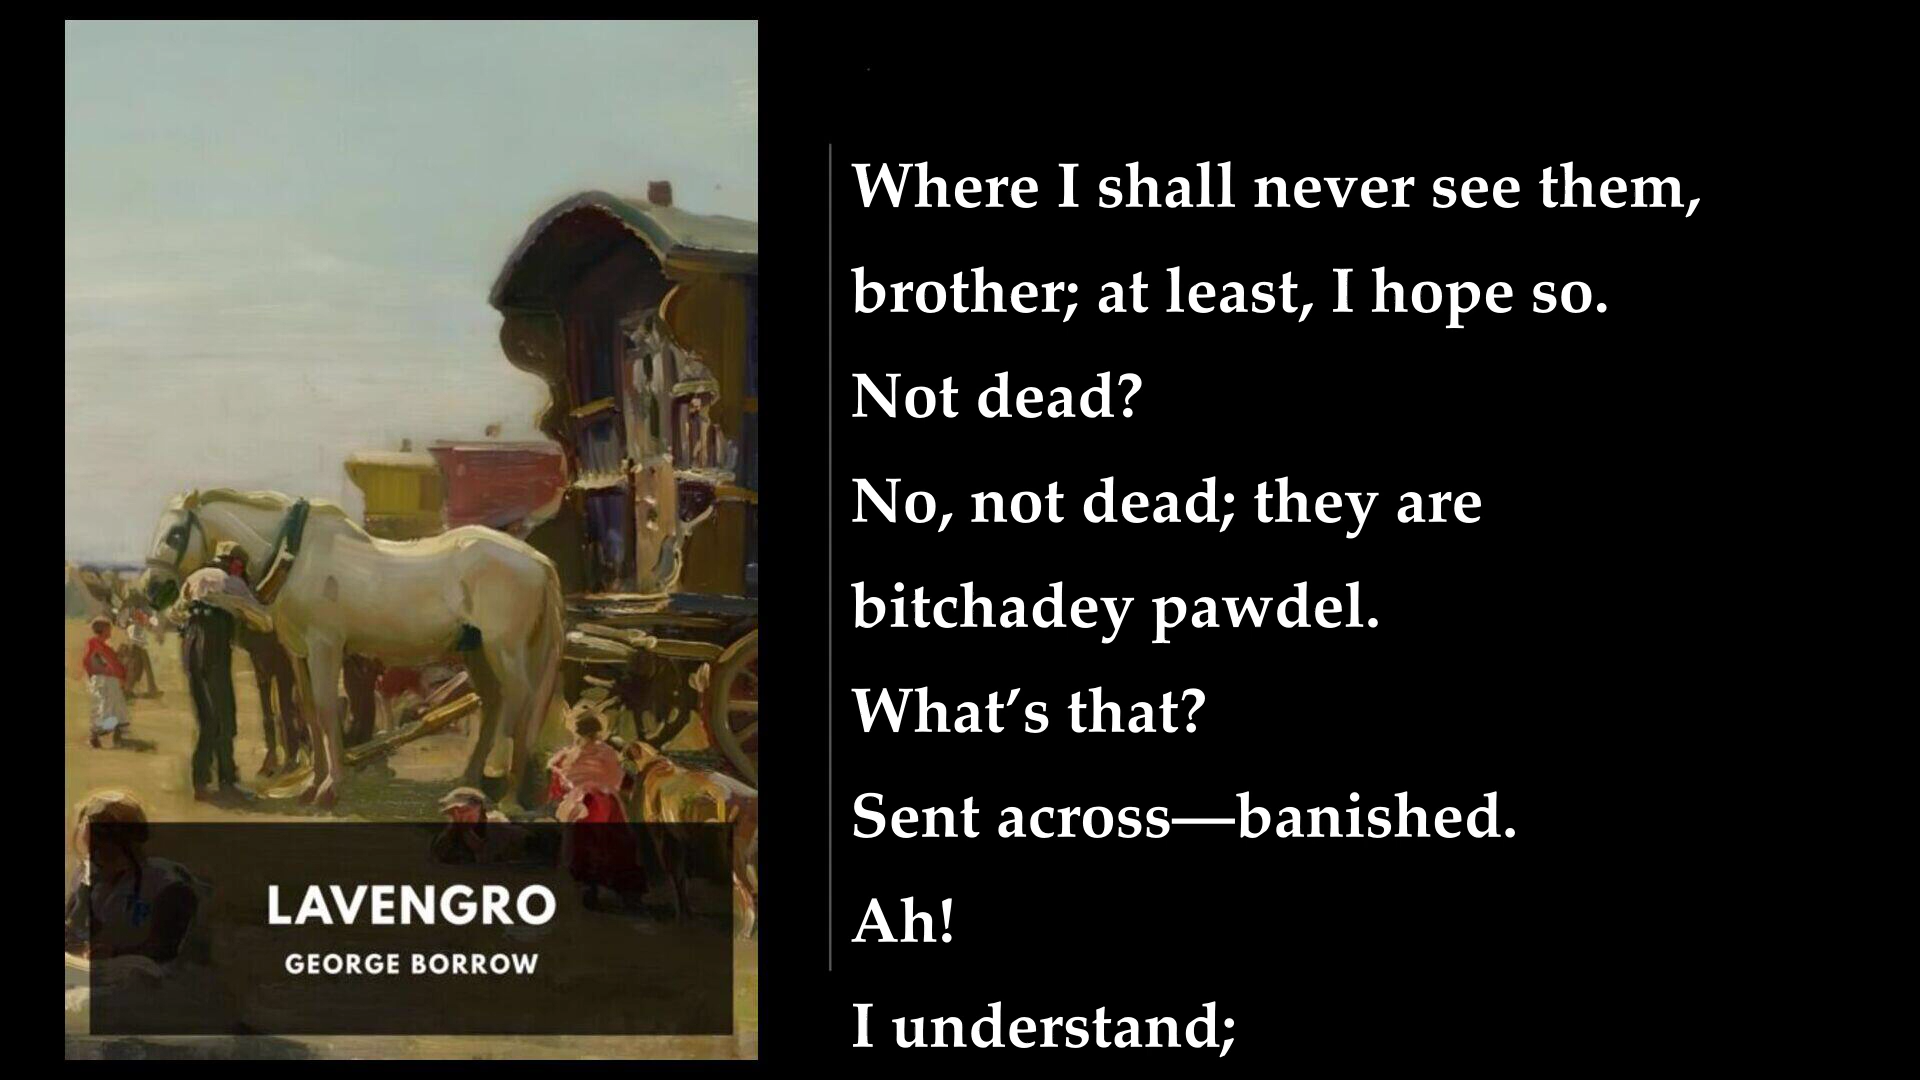 LAVENGRO
GEORGE BORROW
Where I shall never see them,
brother; at least, I hope so.
Not dead?
No, not dead; they are
bitchadey pawdel.
What’s that?
Sent across—banished.
Ah!
I understand;